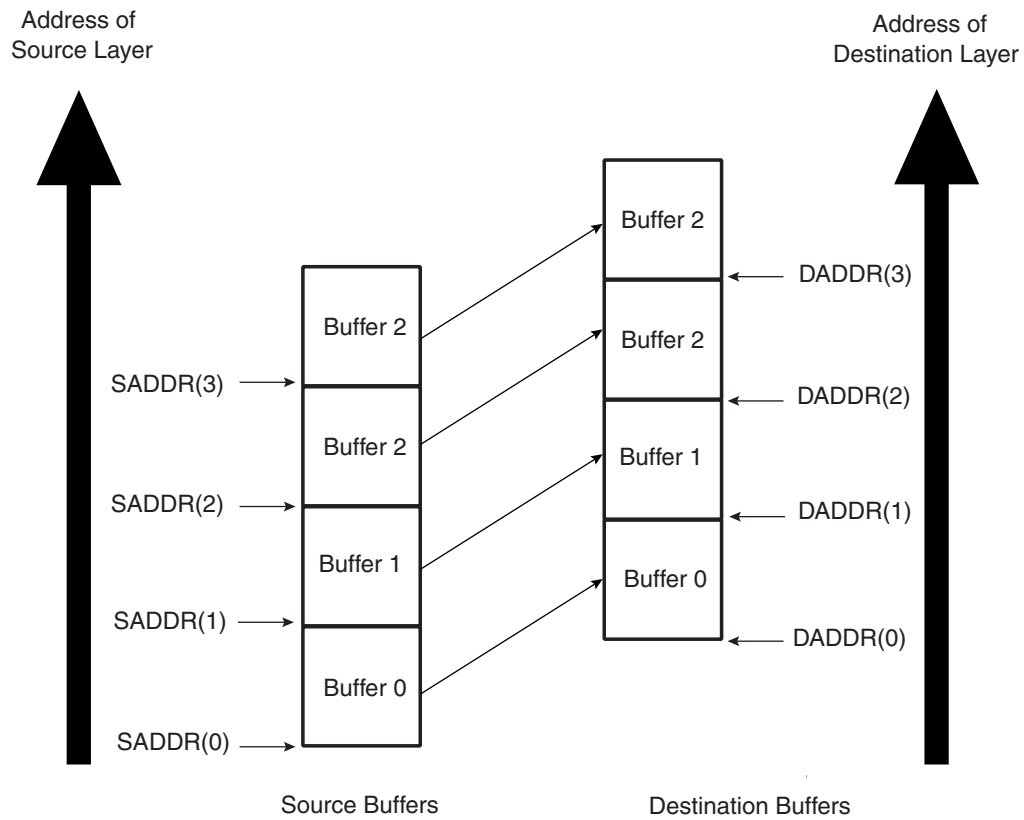 Address of
Source Layer
Address of
Destination Layer
Buffer 2
DADDR(3)
Buffer 2
Buffer 2
SADDR(3)
DADDR(2)
Buffer 2
Buffer 1
SADDR(2)
DADDR(1)
Buffer 1
Buffer 0
SADDR(1)
DADDR(0)
Buffer 0
SADDR(0)
Source Buffers
Destination Buffers